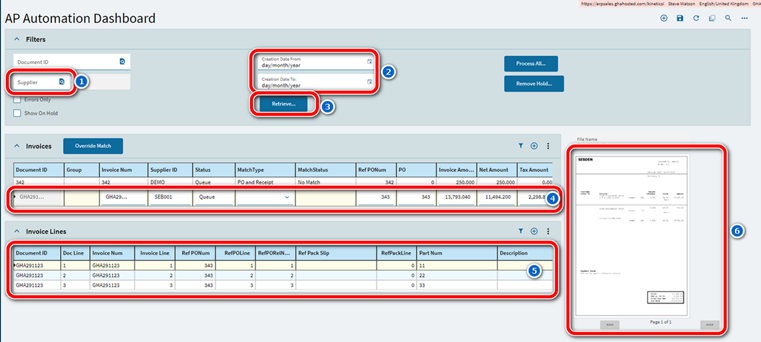 https://erpsales.ghahosted.com/kinetic Steve Watson English/United Kingdom GHA
AP Automation Dashboard
Filters
Document ID
Supplier
1
Errors Only
Show On Hold
Creation Date From
day/month/year
Creation Date To:
day/month/year
2
Retrieve...
3
Process All...
Remove Hold...
Invoices
Override Match
Document ID Group Invoice Num Supplier ID Status MatchType MatchStatus Ref PONum PO Invoice Amo... Net Amount Tax Amount
342 342 DEMO Queue PO and Receipt No Match 342 0 250.000 250.000 0.00
GHA291... GHA29... SEB001 Queue 343 343 13,793.040 11,494.200 2,298.8
4
Invoice Lines
Document ID Doc Line Invoice Num Invoice Line Ref PONum RefPOLine RefPORelN... Ref Pack Slip RefPackLine Part Num Description
GHA291123 1 GHA291123 1 343 1 1 0 11
GHA291123 2 GHA291123 2 343 2 2 0 22
GHA291123 3 GHA291123 3 343 3 3 0 33
5
File Name
SEBDEN
6
Page 1 of 1